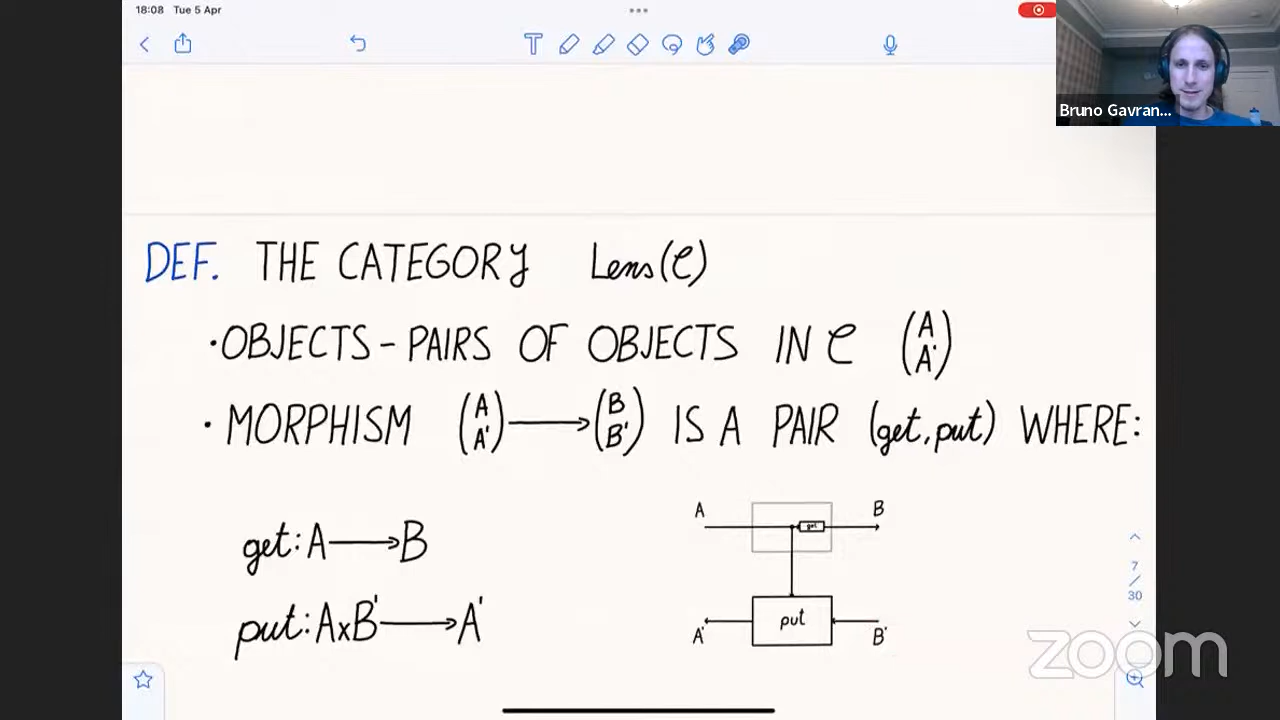 18:08 Tue 5 Apr
Bruno Gavran...
DEF. THE CATEGORY Lens(𝒞)
• OBJECTS - PAIRS OF OBJECTS IN 𝒞 (A A')
• MORPHISM (A A') → (B B') IS A PAIR (get, put) WHERE:
get: A → B
put: A x B' → A'
A get B
A' put B'
7
/
30
zoom